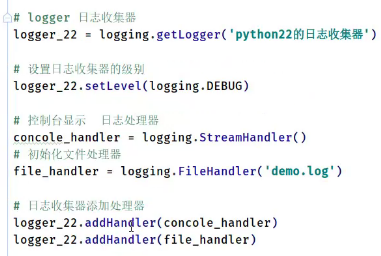 # logger 日志收集器
logger_22 = logging.getLogger('python22的日志收集器')
# 设置日志收集器的级别
logger_22.setLevel(logging.DEBUG)
# 控制台显示  日志处理器
concole_handler = logging.StreamHandler()
# 初始化文件处理器
file_handler = logging.FileHandler('demo.log')
# 日志收集器添加处理器
logger_22.addHandler(concole_handler)
logger_22.addHandler(file_handler)